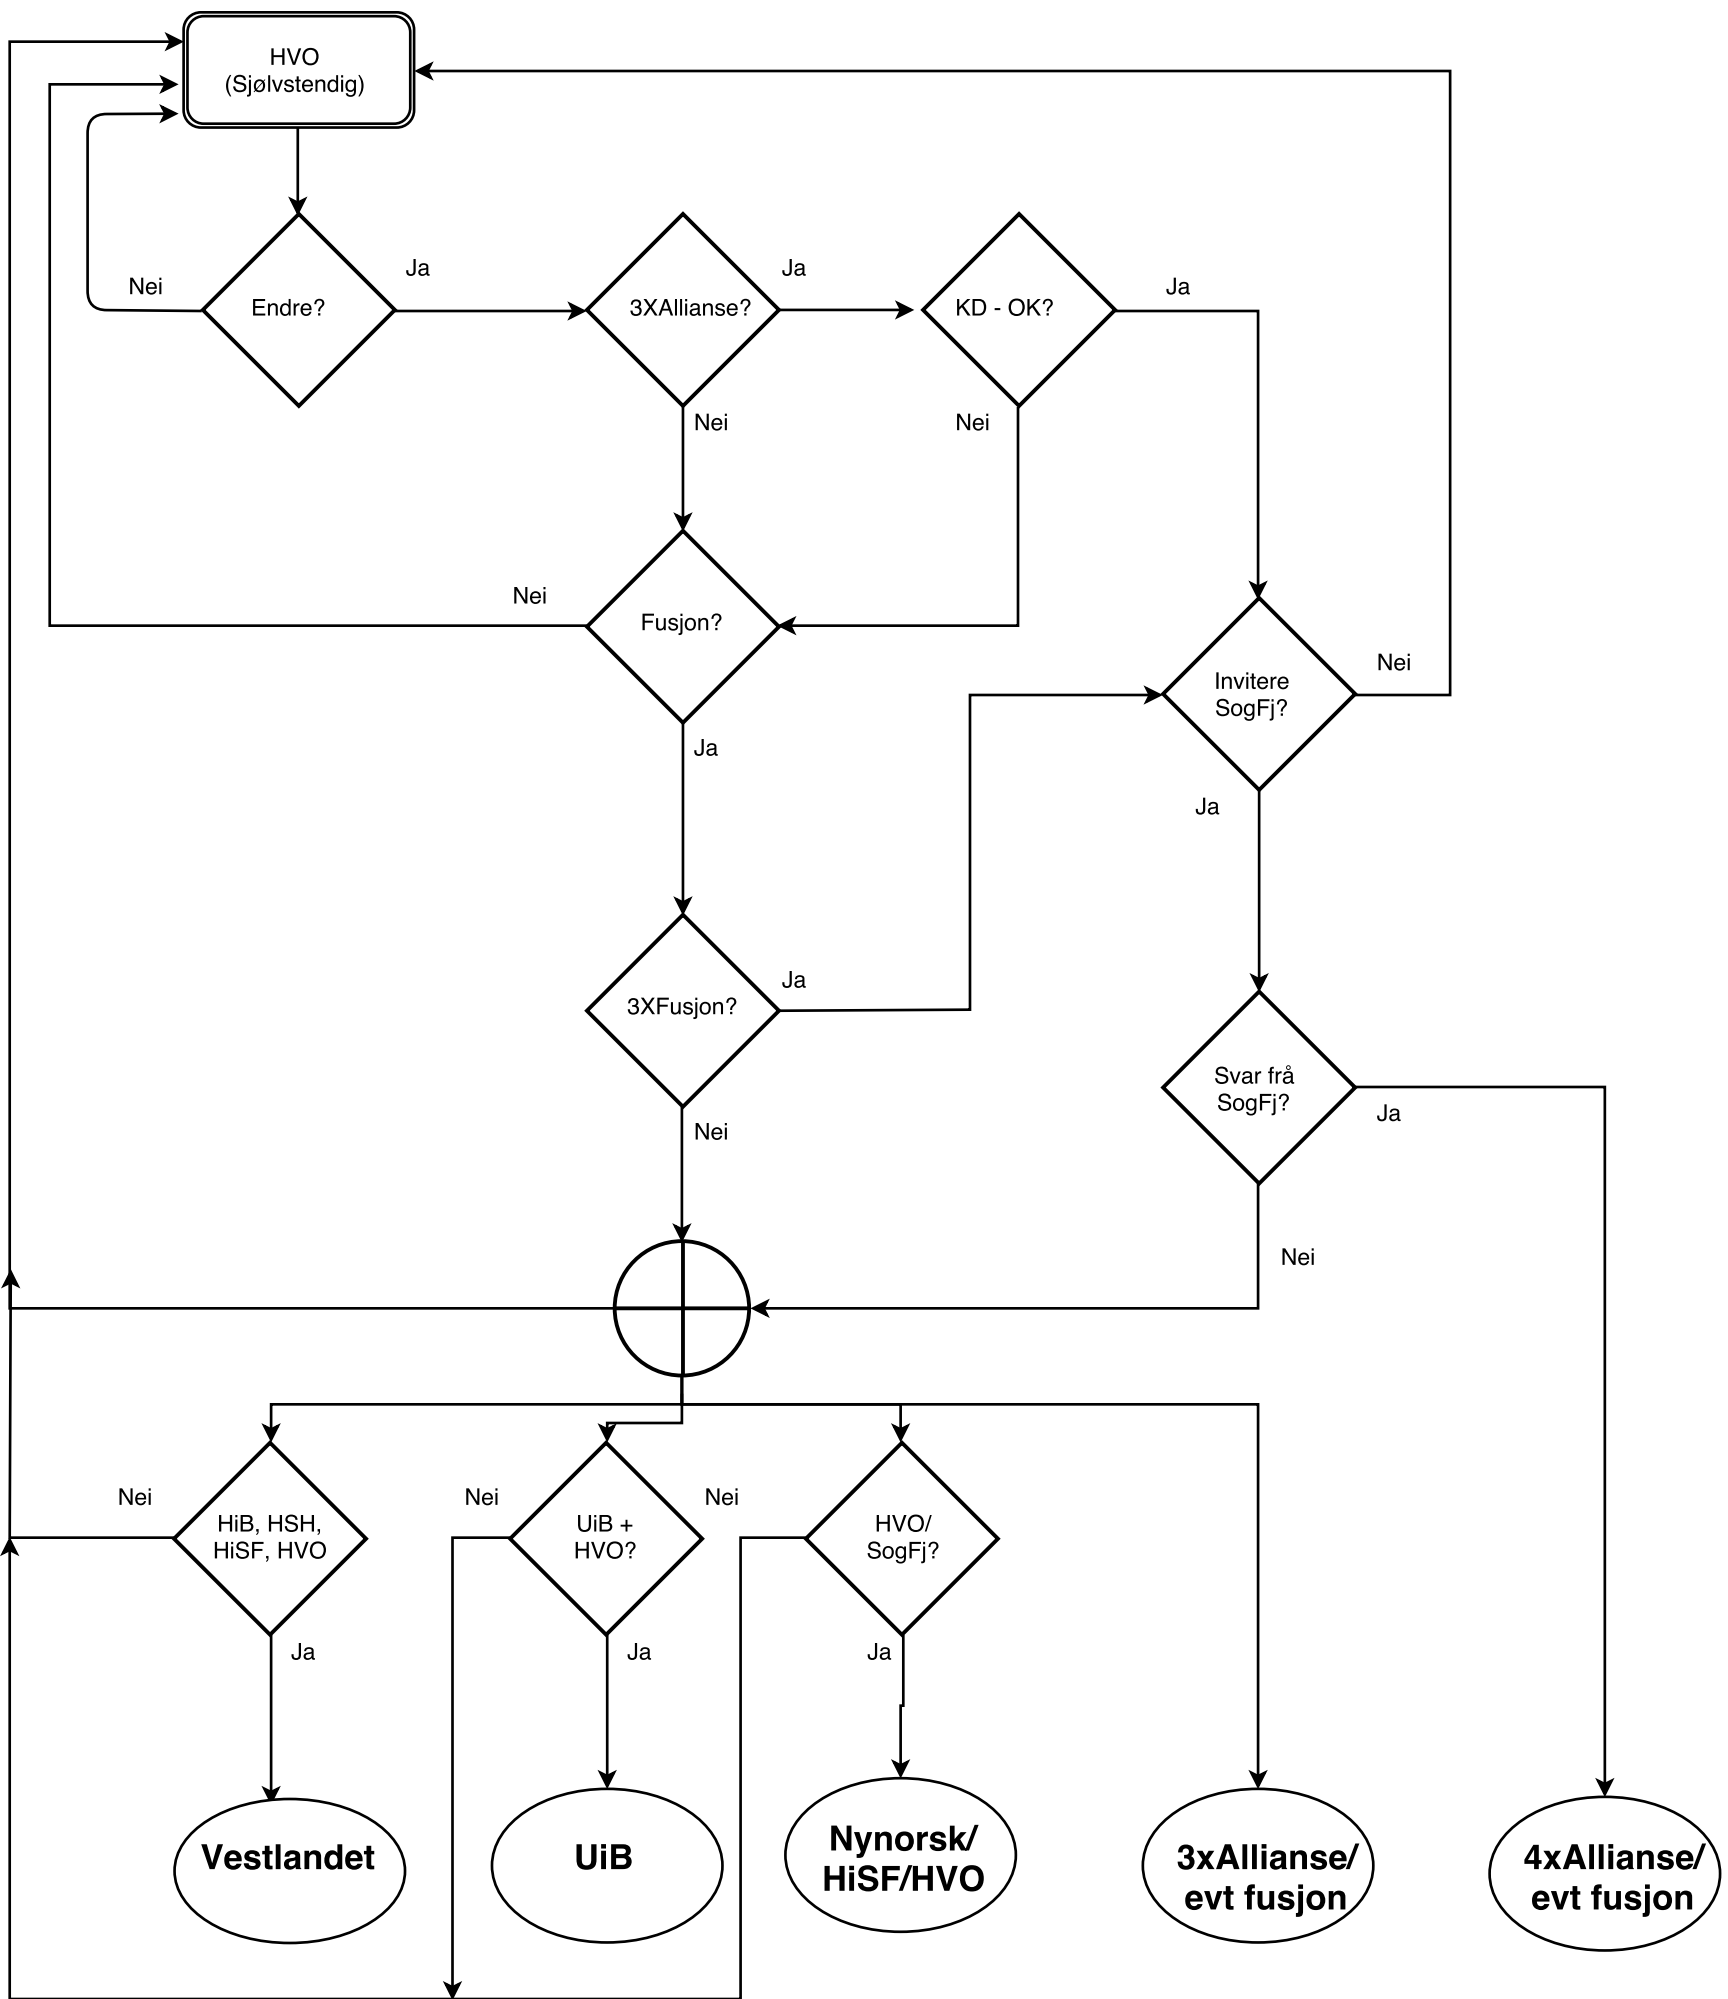 HVO
(Sjølvstendig)
Nei
Ja
Ja
Ja
Endre?
3XAllianse?
KD - OK?
Nei
Nei
Nei
Fusjon?
Nei
Invitere
SogFj?
Ja
Ja
Ja
3XFusjon?
Svar frå
SogFj?
Ja
Nei
Nei
Nei
Nei
Nei
HiB, HSH,
HiSF, HVO
UiB +
HVO?
HVO/
SogFj?
Ja
Ja
Ja
Vestlandet
UiB
Nynorsk/
HiSF/HVO
3xAllianse/
evt fusjon
4xAllianse/
evt fusjon